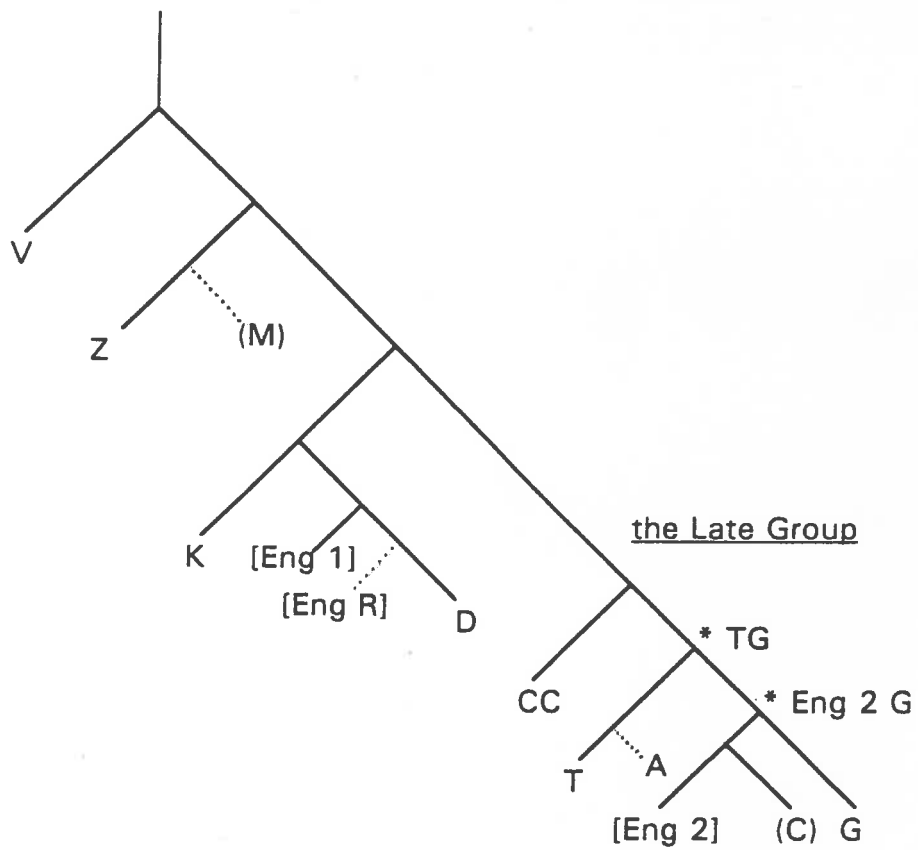 V
Z
(M)
K
[Eng 1]
[Eng R]
D
the Late Group
* TG
* Eng 2 G
CC
T
A
[Eng 2]
(C)
G